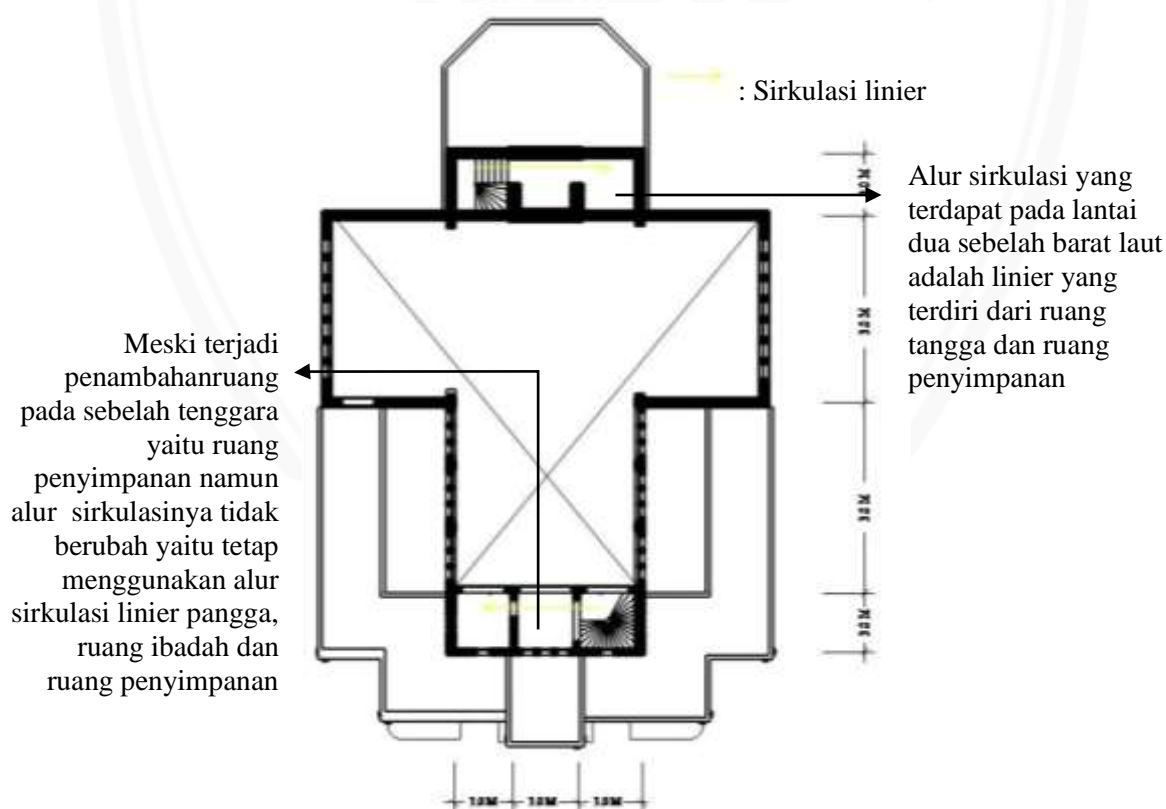 : Sirkulasi linier
Alur sirkulasi yang
terdapat pada lantai
dua sebelah barat laut
adalah linier yang
terdiri dari ruang
tangga dan ruang
penyimpanan
Meski terjadi
penambahanruang
pada sebelah tenggara
yaitu ruang
penyimpanan namun
alur sirkulasinya tidak
berubah yaitu tetap
menggunakan alur
sirkulasi linier pangga,
ruang ibadah dan
ruang penyimpanan